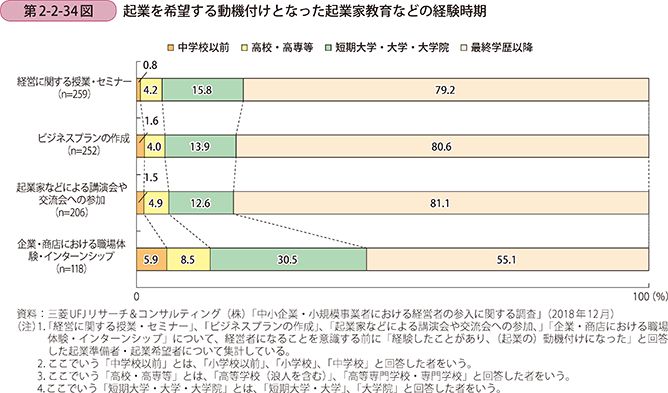 第2-2-34図 起業を希望する動機付けとなった起業家教育などの経験時期
中学校以前 高校・高専等 短期大学・大学・大学院 最終学歴以降
0.8
経営に関する授業・セミナー
(n=259)
4.2 15.8 79.2
1.6
ビジネスプランの作成
(n=252)
4.0 13.9 80.6
1.5
起業家などによる講演会や
交流会への参加
(n=206)
4.9 12.6 81.1
企業・商店における職場体
験・インターンシップ
(n=118)
5.9 8.5 30.5 55.1
0 100 (%)
資料：三菱UFJリサーチ＆コンサルティング（株）「中小企業・小規模事業者における経営者の参入に関する調査」（2018年12月）
（注）1.「経営に関する授業・セミナー」、「ビジネスプランの作成」、「起業家などによる講演会や交流会への参加、」「企業・商店における職場
体験・インターンシップ」について、経営者になることを意識する前に「経験したことがあり、（起業の）動機付けになった」と回答
した起業準備者・起業希望者について集計している。
2. ここでいう「中学校以前」とは、「小学校以前」、「小学校」、「中学校」と回答した者をいう。
3. ここでいう「高校・高専等」とは、「高等学校（浪人を含む）」、「高等専門学校・専門学校」と回答した者をいう。
4. ここでいう「短期大学・大学・大学院」とは、「短期大学・大学」、「大学院」と回答した者をいう。